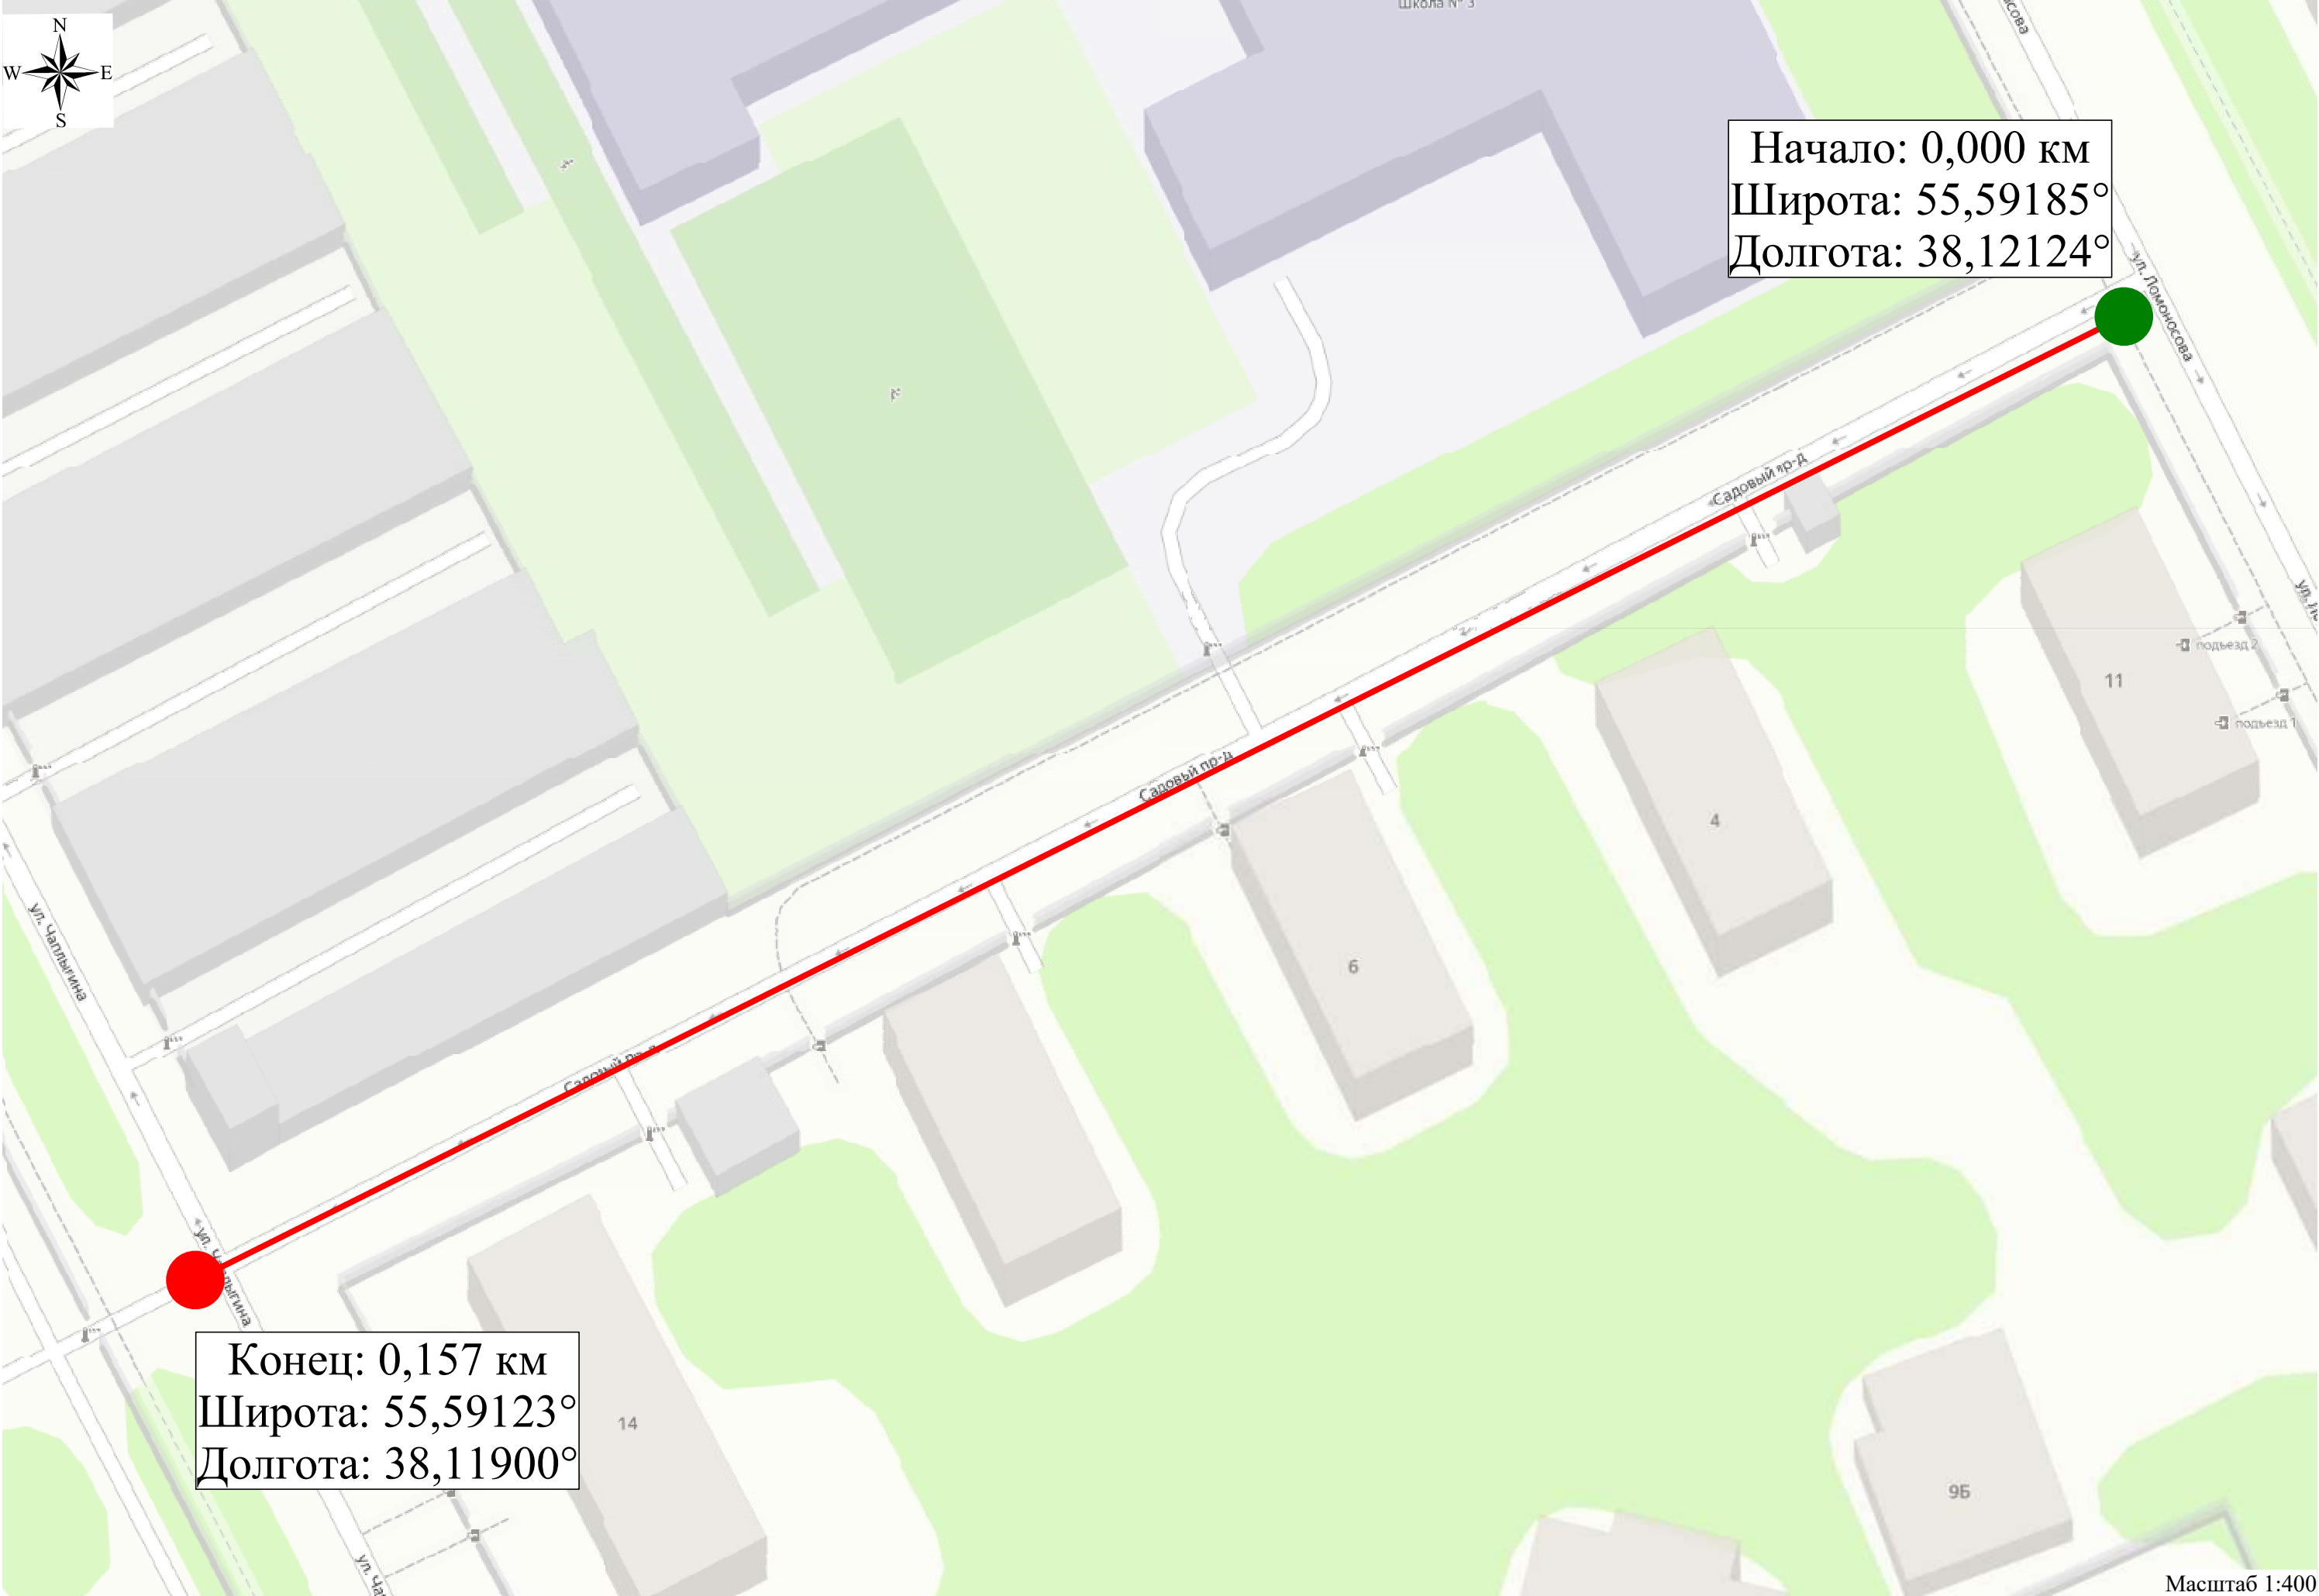 Школа № 3
N
W
E
S
Начало: 0,000 км
Широта: 55,59185°
Долгота: 38,12124°
ул. Ломоносова
Садовый пр-д
подъезд 2
11
подъезд 1
Садовый пр-д
4
6
ул. Чаплыгина
Садовый
ул.
Конец: 0,157 км
Широта: 55,59123°
Долгота: 38,11900°
14
9Б
Масштаб 1:400